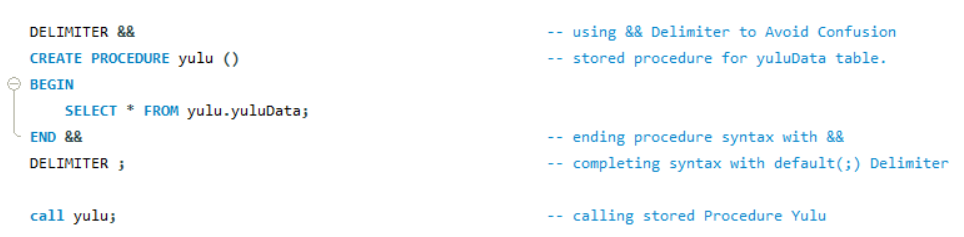 DELIMITER && -- using && Delimiter to Avoid Confusion
CREATE PROCEDURE yulu () -- stored procedure for yuluData table.
BEGIN
SELECT * FROM yulu.yuluData;
END && -- ending procedure syntax with &&
DELIMITER ; -- completing syntax with default(;) Delimiter
call yulu; -- calling stored Procedure Yulu